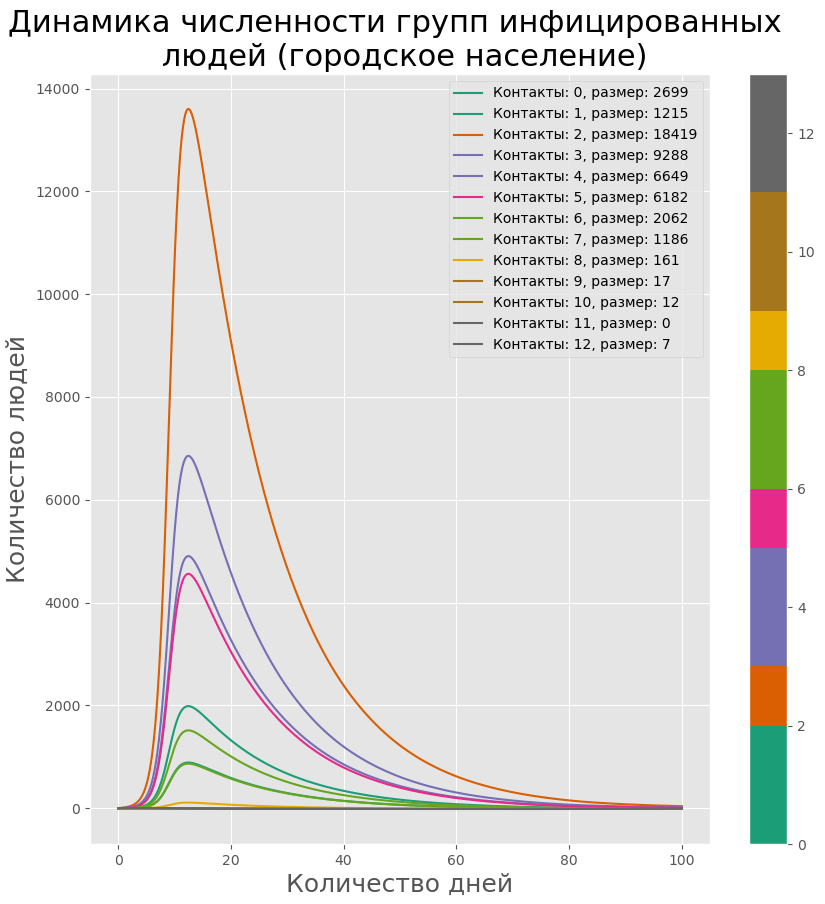 Динамика численности групп инфицированных
людей (городское население)
Контакты: 0, размер: 2699
Контакты: 1, размер: 1215
Контакты: 2, размер: 18419
Контакты: 3, размер: 9288
Контакты: 4, размер: 6649
Контакты: 5, размер: 6182
Контакты: 6, размер: 2062
Контакты: 7, размер: 1186
Контакты: 8, размер: 161
Контакты: 9, размер: 17
Контакты: 10, размер: 12
Контакты: 11, размер: 0
Контакты: 12, размер: 7
Количество людей
14000
12000
10000
8000
6000
4000
2000
0
0 20 40 60 80 100
Количество дней
12
10
8
6
4
2
0